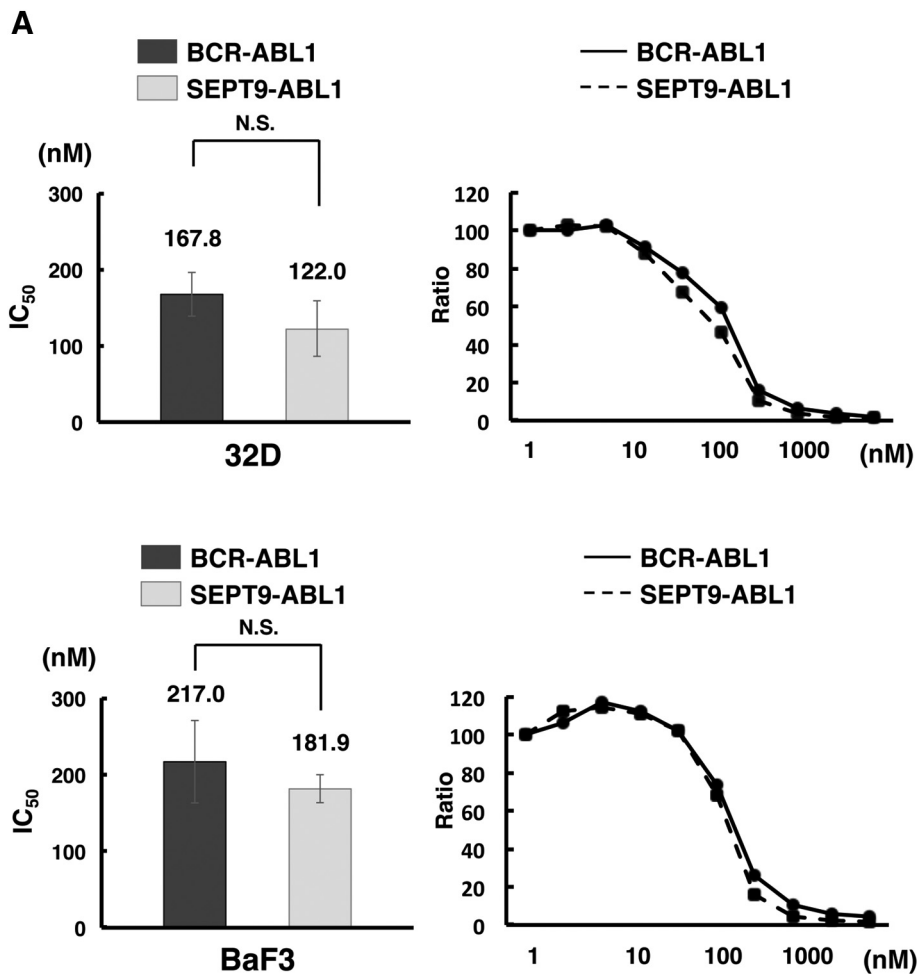 A
BCR-ABL1
SEPT9-ABL1
N.S.
(nM)
300
200
100
0
IC50
167.8
122.0
32D
BCR-ABL1
SEPT9-ABL1
120
100
80
60
40
20
0
Ratio
1 10 100 1000 (nM)
BCR-ABL1
SEPT9-ABL1
N.S.
(nM)
300
200
100
0
IC50
217.0
181.9
BaF3
BCR-ABL1
SEPT9-ABL1
120
100
80
60
40
20
0
Ratio
1 10 100 1000 (nM)